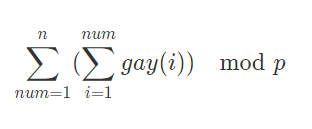 n num
∑ (∑ gay(i)) mod p
num=1 i=1